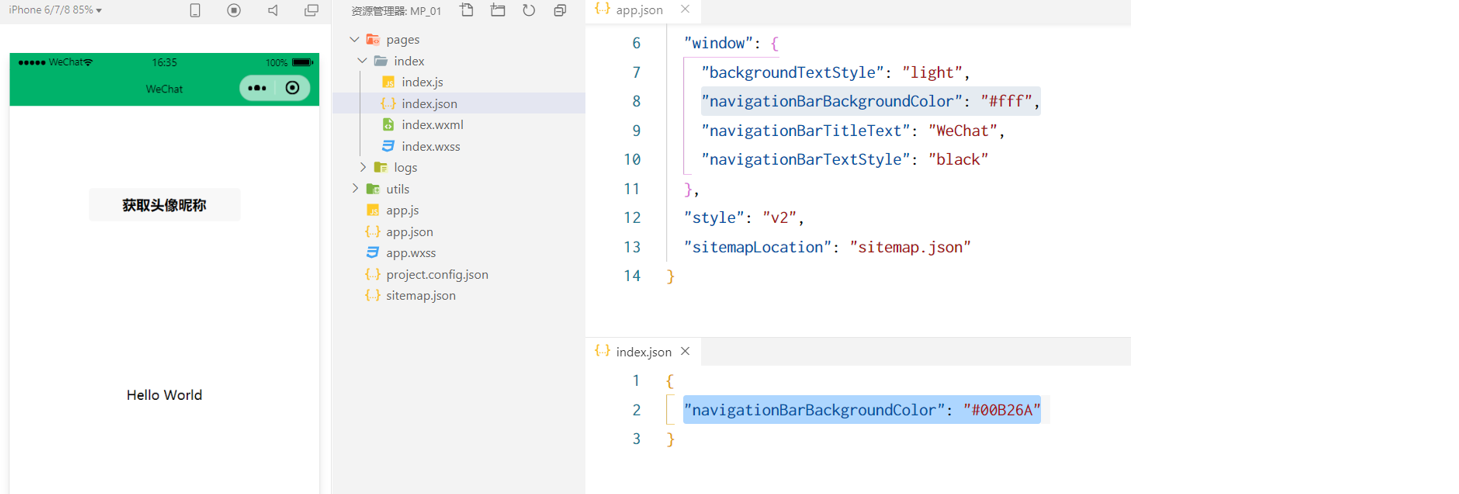 iPhone 6/7/8 85%
WeChat
16:35
100%
WeChat
获取头像昵称
Hello World
资源管理器: MP_01
pages
index
index.js
index.json
index.wxml
index.wxss
logs
utils
app.js
app.json
app.wxss
project.config.json
sitemap.json
app.json
6 "window": {
7 "backgroundTextStyle": "light",
8 "navigationBarBackgroundColor": "#fff",
9 "navigationBarTitleText": "WeChat",
10 "navigationBarTextStyle": "black"
11 },
12 "style": "v2",
13 "sitemapLocation": "sitemap.json"
14 }
index.json
1 {
2 "navigationBarBackgroundColor": "#00B26A"
3 }